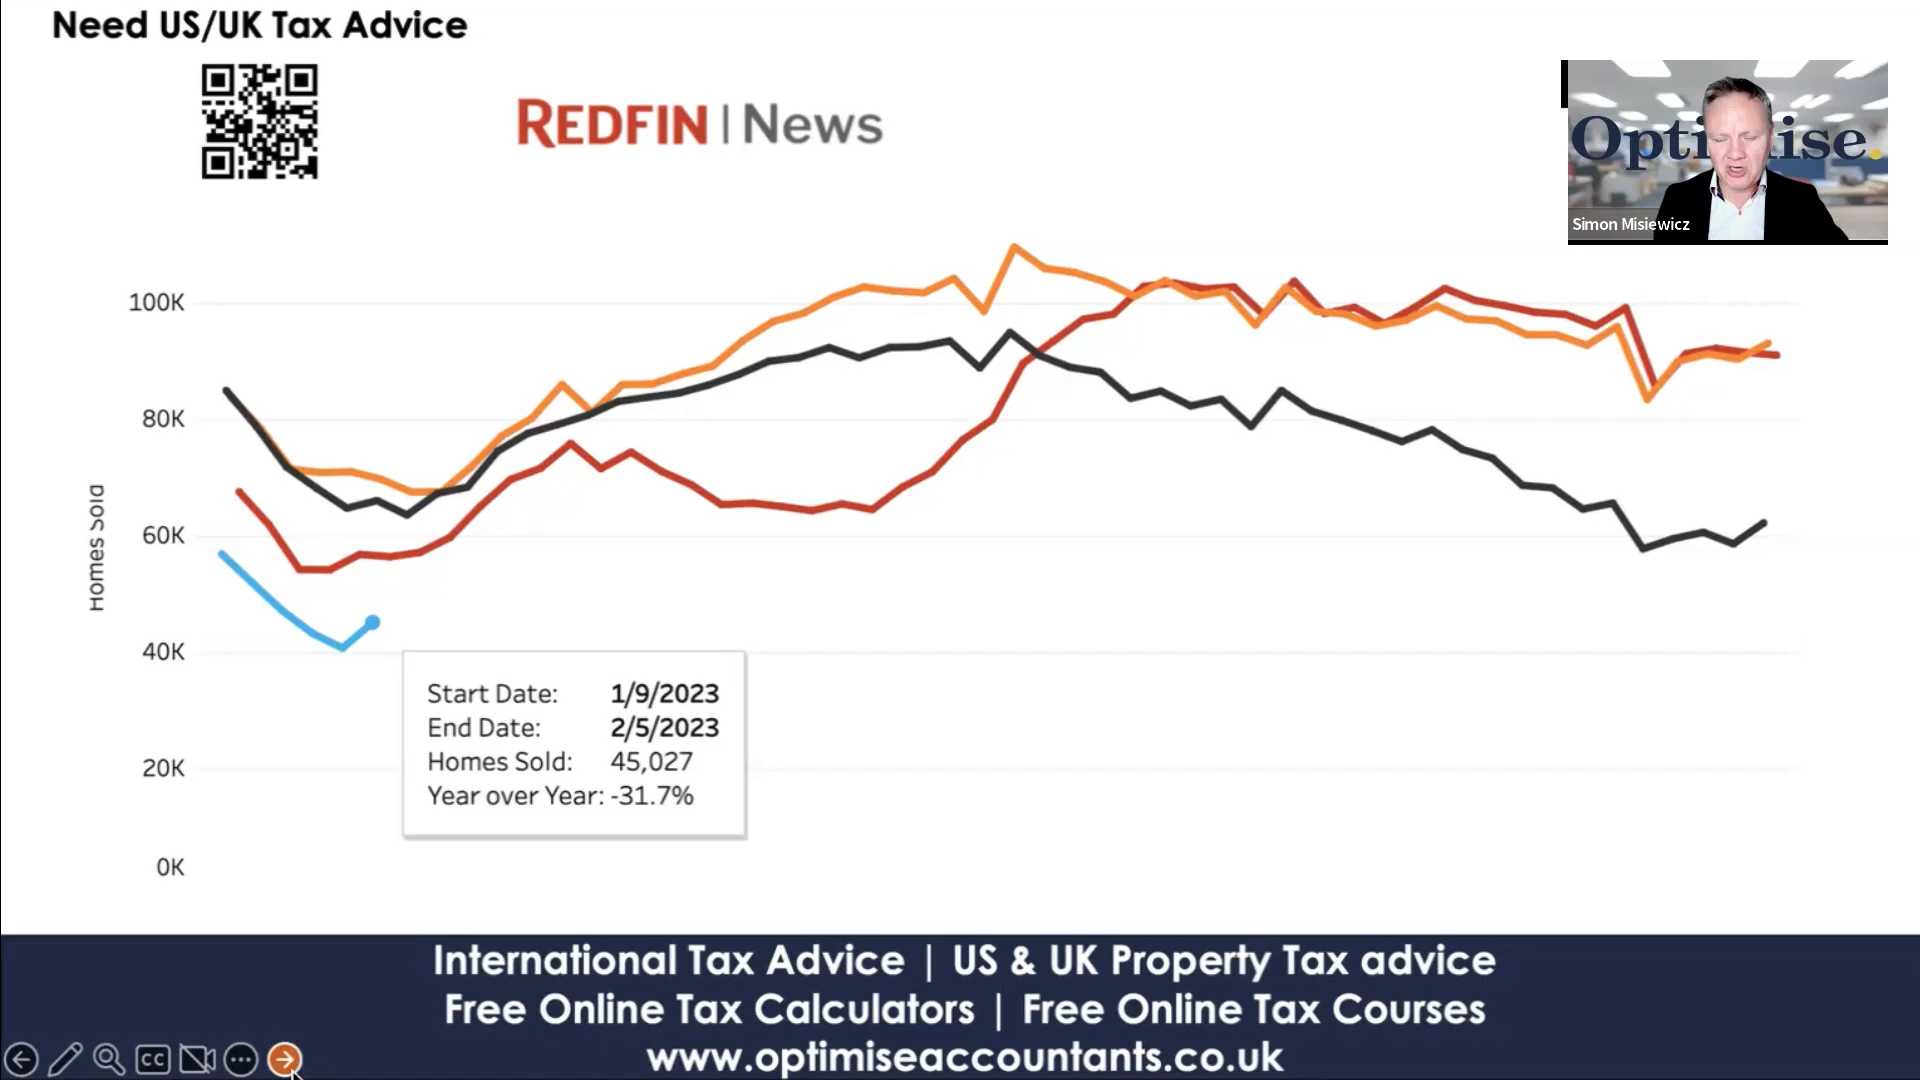 Need US/UK Tax Advice
REDFIN | News
Optimise.
Simon Misiewicz
100K
80K
60K
40K
20K
0K
Homes Sold
Start Date: 1/9/2023
End Date: 2/5/2023
Homes Sold: 45,027
Year over Year: -31.7%
International Tax Advice | US & UK Property Tax advice
Free Online Tax Calculators | Free Online Tax Courses
www.optimiseaccountants.co.uk
CC